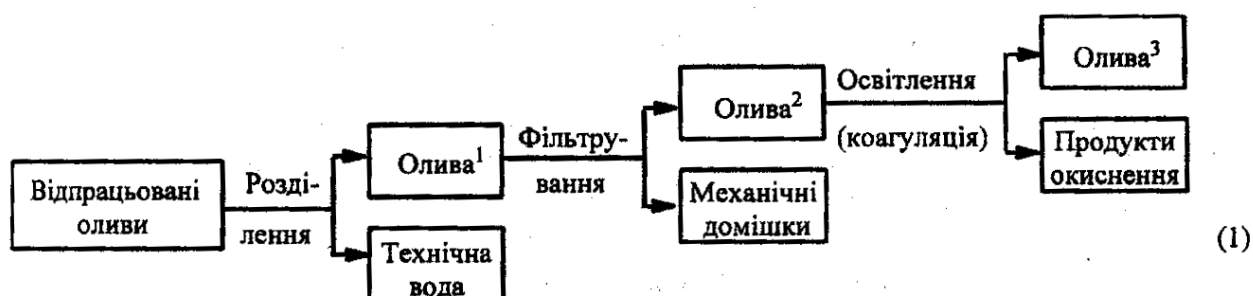 Відпрацьовані
оливи
Розді-
лення
Олива¹
Технічна
вода
Фільтру-
вання
Олива²
Механічні
домішки
Освітлення
(коагуляція)
Олива³
Продукти
окиснення
(1)